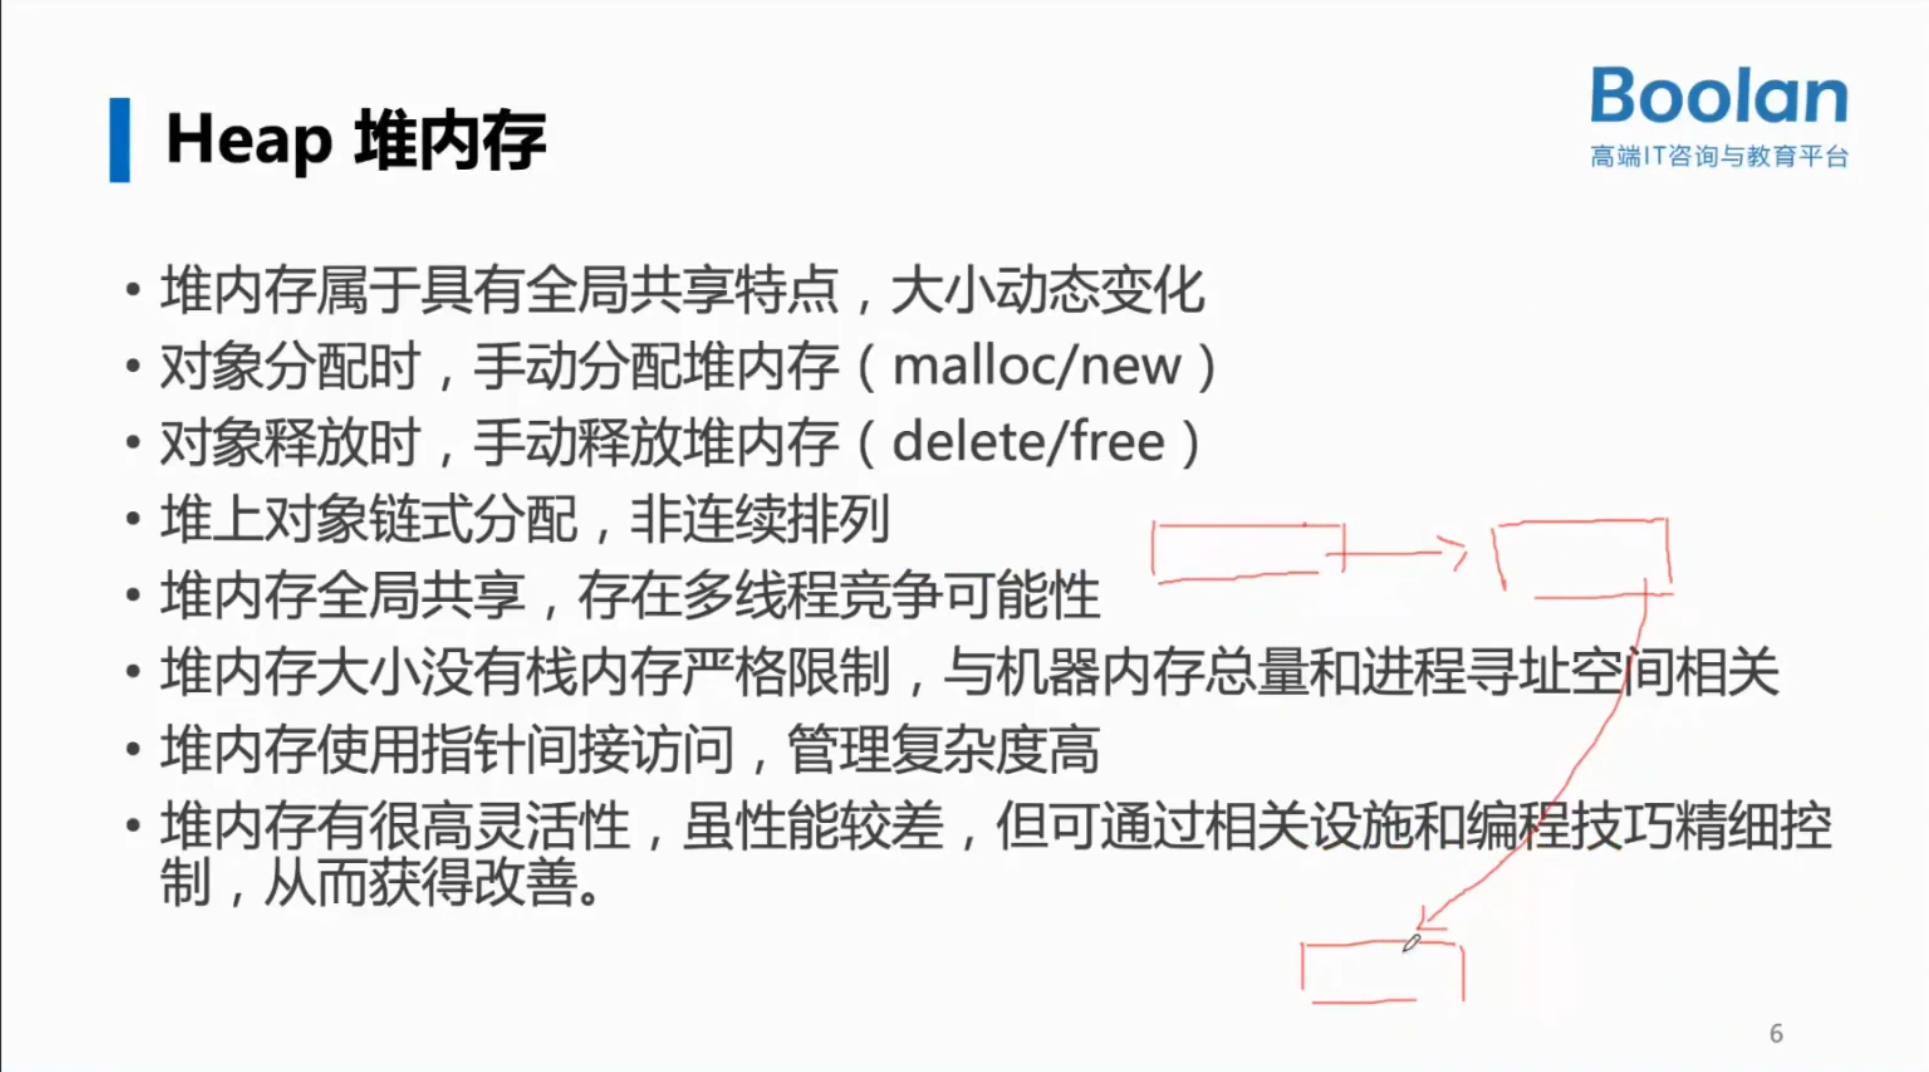 Boolan
高端IT咨询与教育平台
Heap 堆内存
• 堆内存属于具有全局共享特点，大小动态变化
• 对象分配时，手动分配堆内存（malloc/new）
• 对象释放时，手动释放堆内存（delete/free）
• 堆上对象链式分配，非连续排列
• 堆内存全局共享，存在多线程竞争可能性
• 堆内存大小没有栈内存严格限制，与机器内存总量和进程寻址空间相关
• 堆内存使用指针间接访问，管理复杂度高
• 堆内存有很高灵活性，虽性能较差，但可通过相关设施和编程技巧精细控
制，从而获得改善。
6